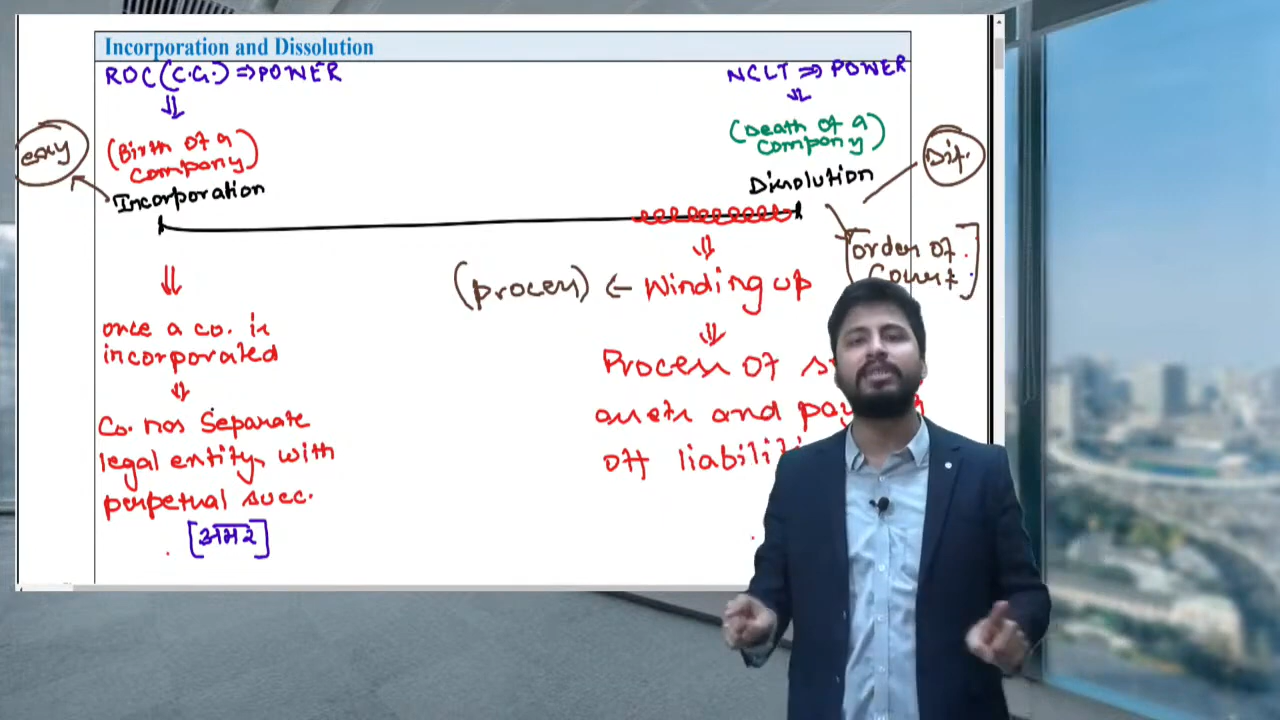 Incorporation and Dissolution
ROC (C.G.) ⇒ POWER
NCLT ⇒ POWER
(Birth of a
company)
(Death of a
company)
easy
Incorporation
Dissolution
Dif.
[order of
Court]
(process) ← Winding up
once a co. is
incorporated
Process of
assets and pay
off liabiliti
Co. has separate
legal entity with
perpetual succ.
[अमर]